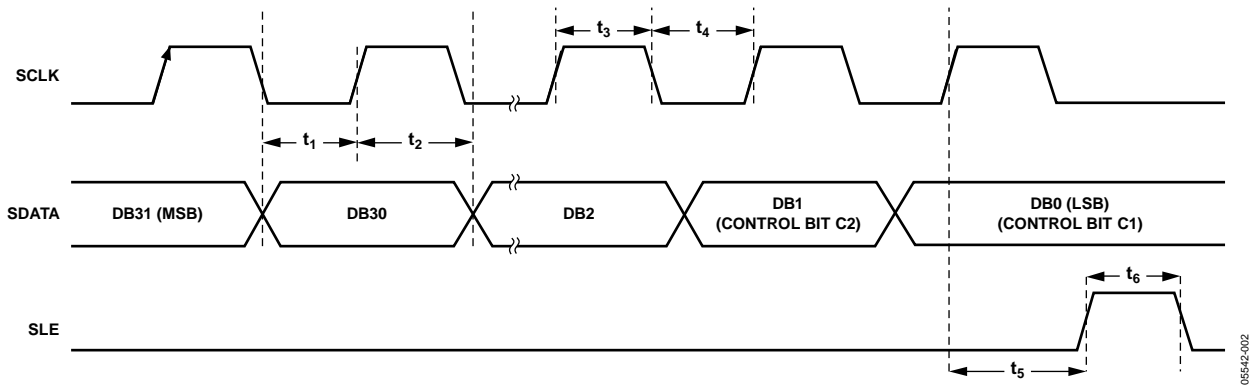 t3
t4
SCLK
t1
t2
SDATA
DB31 (MSB)
DB30
DB2
DB1
(CONTROL BIT C2)
DB0 (LSB)
(CONTROL BIT C1)
t6
SLE
t5
05542-002